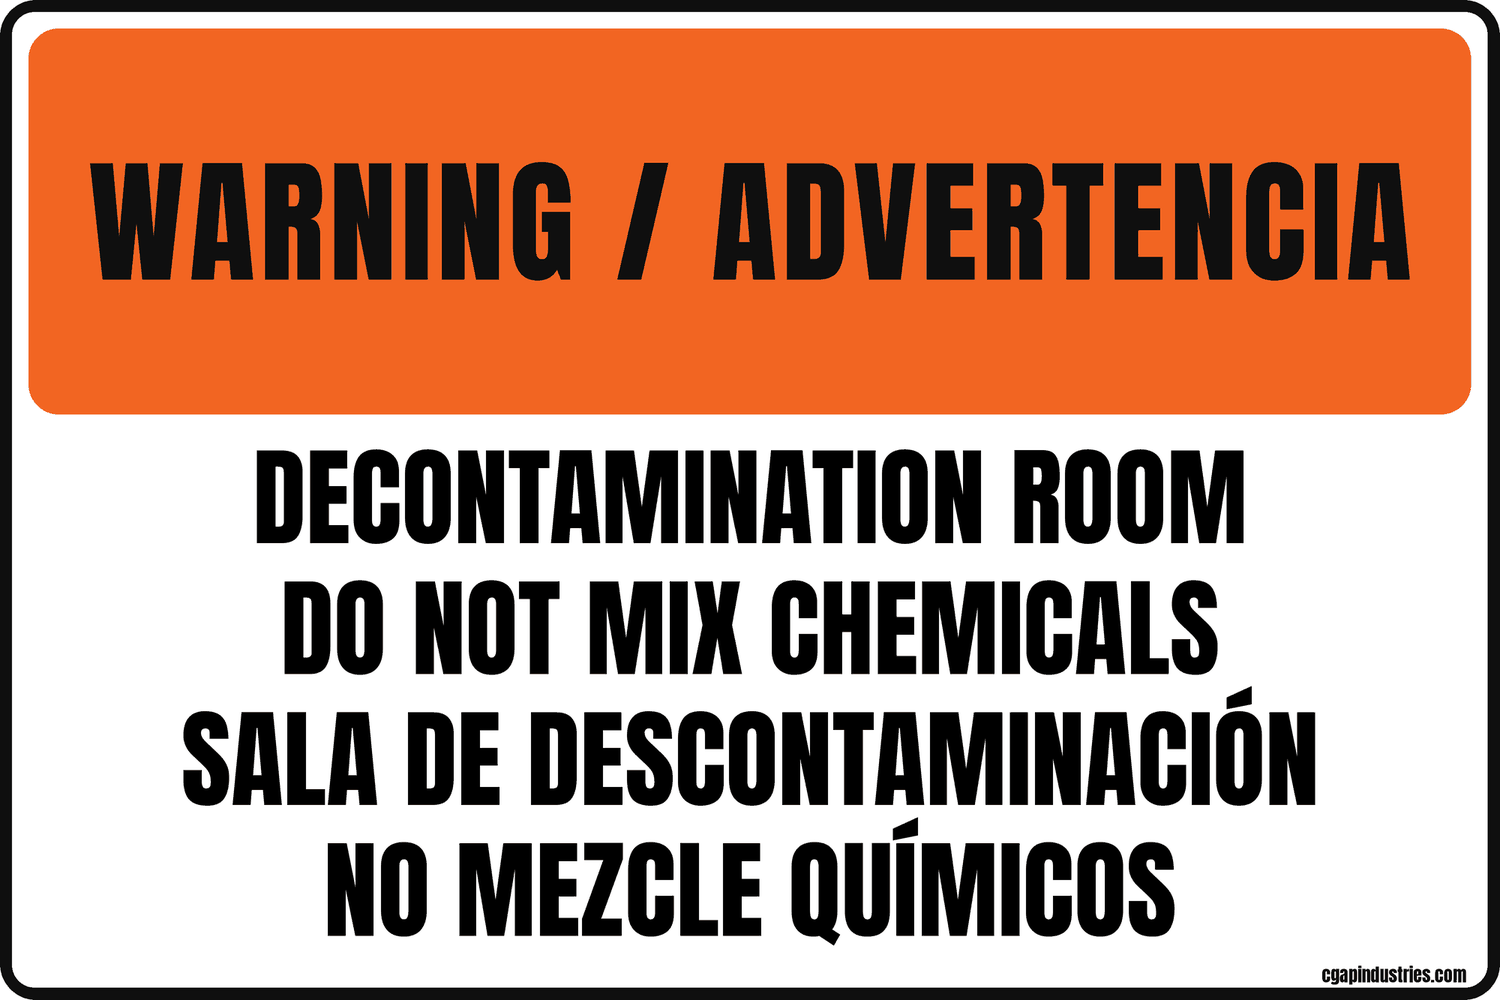 WARNING / ADVERTENCIA
DECONTAMINATION ROOM
DO NOT MIX CHEMICALS
SALA DE DESCONTAMINACIÓN
NO MEZCLE QUÍMICOS
cgapindustries.com